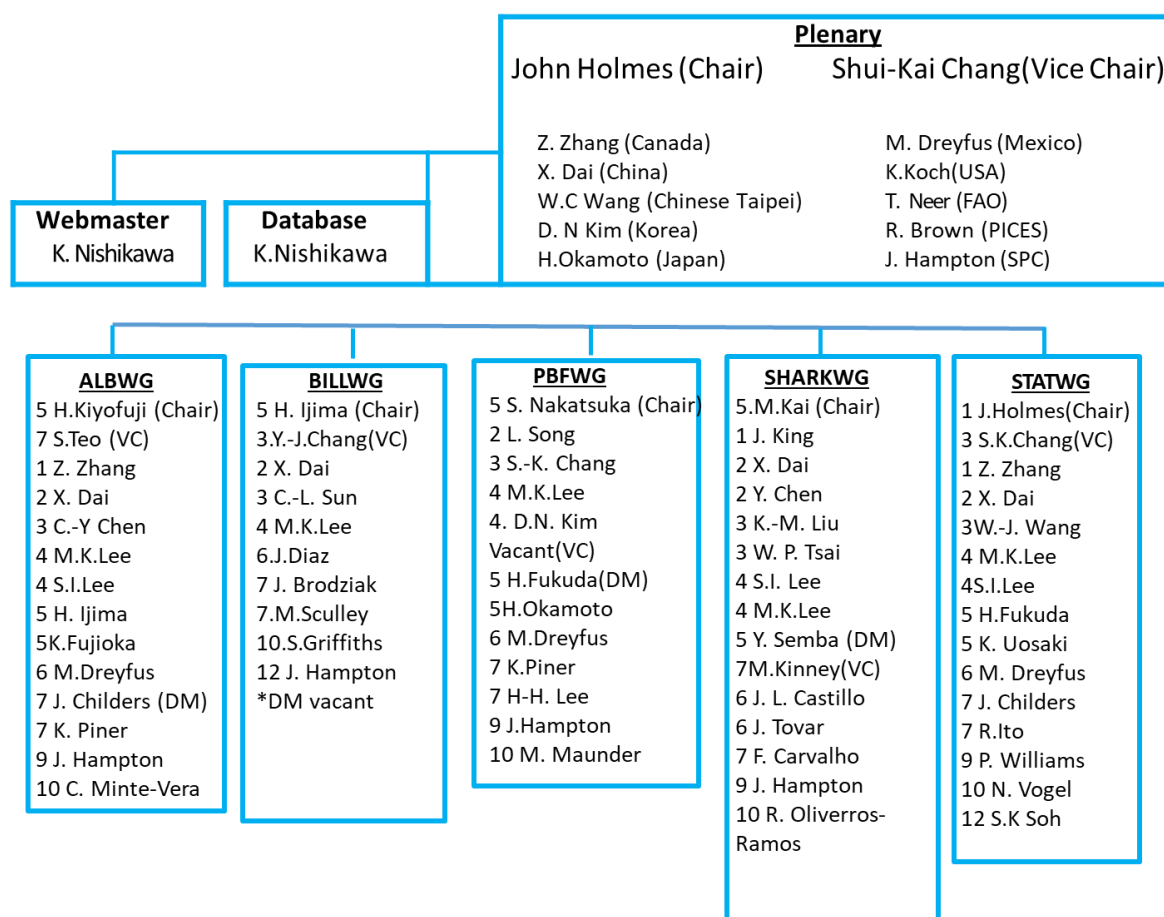 Plenary
John Holmes (Chair) Shui-Kai Chang(Vice Chair)
Z. Zhang (Canada)
X. Dai (China)
W.C Wang (Chinese Taipei)
D. N Kim (Korea)
H.Okamoto (Japan)
M. Dreyfus (Mexico)
K.Koch(USA)
T. Neer (FAO)
R. Brown (PICES)
J. Hampton (SPC)
Webmaster
K. Nishikawa
Database
K.Nishikawa
ALBWG
5 H.Kiyofuji (Chair)
7 S.Teo (VC)
1 Z. Zhang
2 X. Dai
3 C.-Y Chen
4 M.K.Lee
4 S.I.Lee
5 H. Ijima
5K.Fujioka
6 M.Dreyfus
7 J. Childers (DM)
7 K. Piner
9 J. Hampton
10 C. Minte-Vera
BILLWG
5 H. Ijima (Chair)
3.Y.-J.Chang(VC)
2 X. Dai
3 C.-L. Sun
4 M.K.Lee
6.J.Diaz
7 J. Brodziak
7.M.Sculley
10.S.Griffiths
12 J. Hampton
*DM vacant
PBFWG
5 S. Nakatsuka (Chair)
2 L. Song
3 S.-K. Chang
4 M.K.Lee
4. D.N. Kim
Vacant(VC)
5 H.Fukuda(DM)
5H.Okamoto
6 M.Dreyfus
7 K.Piner
7 H-H. Lee
9 J.Hampton
10 M. Maunder
SHARKWG
5.M.Kai (Chair)
1 J. King
2 X. Dai
2 Y. Chen
3 K.-M. Liu
3 W. P. Tsai
4 S.I. Lee
4 M.K.Lee
5 Y. Semba (DM)
7M.Kinney(VC)
6 J. L. Castillo
6 J. Tovar
7 F. Carvalho
9 J. Hampton
10 R. Oliverros-
Ramos
STATWG
1 J.Holmes(Chair)
3 S.K.Chang(VC)
1 Z. Zhang
2 X. Dai
3W.-J. Wang
4 M.K.Lee
4S.I.Lee
5 H.Fukuda
5 K. Uosaki
6 M. Dreyfus
7 J. Childers
7 R.Ito
9 P. Williams
10 N. Vogel
12 S.K Soh